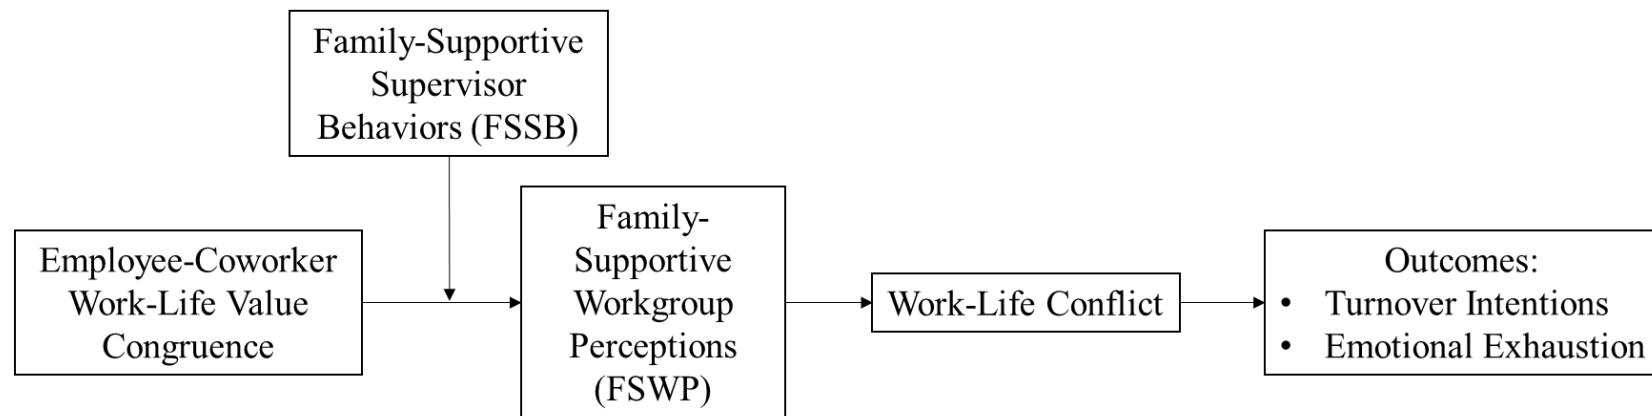 Family-Supportive
Supervisor
Behaviors (FSSB)
Employee-Coworker
Work-Life Value
Congruence
Family-
Supportive
Workgroup
Perceptions
(FSWP)
Work-Life Conflict
Outcomes:
• Turnover Intentions
• Emotional Exhaustion